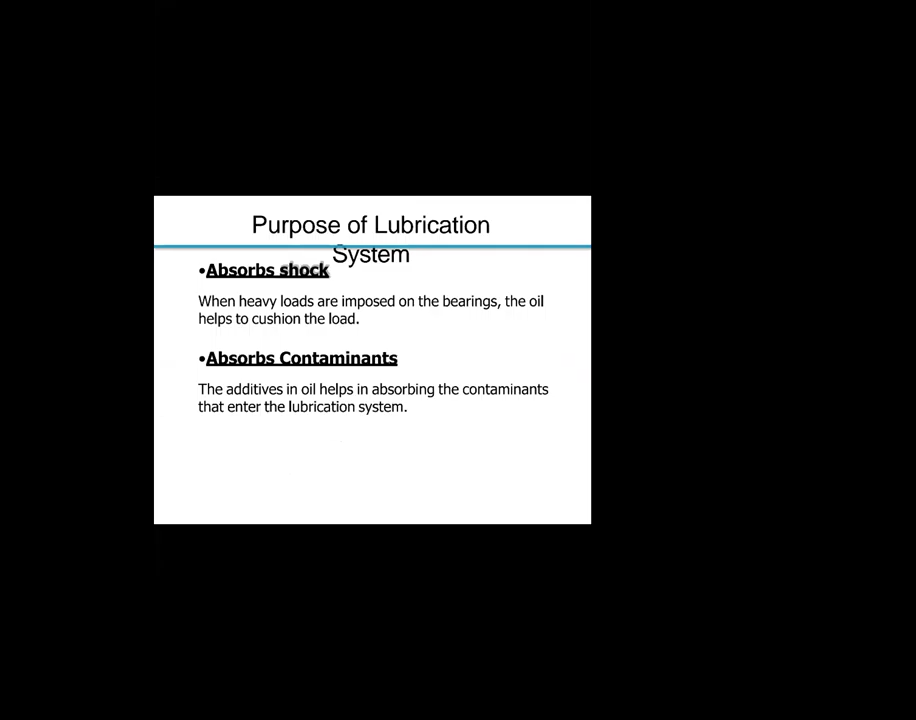 Purpose of Lubrication
System
•Absorbs shock
When heavy loads are imposed on the bearings, the oil
helps to cushion the load.
•Absorbs Contaminants
The additives in oil helps in absorbing the contaminants
that enter the lubrication system.